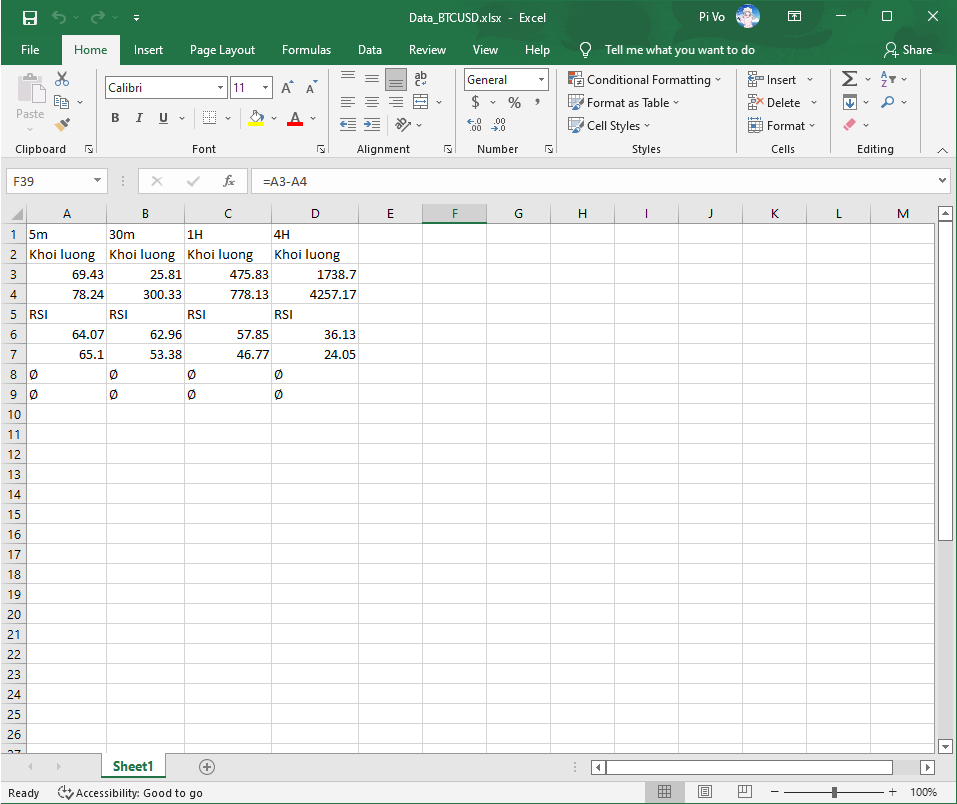 Data_BTCUSD.xlsx - Excel
Pi Vo
File Home Insert Page Layout Formulas Data Review View Help Tell me what you want to do Share
Paste
Calibri 11
B I U A
ab
General
$ % ,
Conditional Formatting
Format as Table
Cell Styles
Insert
Delete
Format
Clipboard Font Alignment Number Styles Cells Editing
F39 fx =A3-A4
A B C D E F G H I J K L M
1 5m 30m 1H 4H
2 Khoi luong Khoi luong Khoi luong Khoi luong
3 69.43 25.81 475.83 1738.7
4 78.24 300.33 778.13 4257.17
5 RSI RSI RSI RSI
6 64.07 62.96 57.85 36.13
7 65.1 53.38 46.77 24.05
8 Ø Ø Ø Ø
9 Ø Ø Ø Ø
10
11
12
13
14
15
16
17
18
19
20
21
22
23
24
25
26
27
Sheet1
Ready Accessibility: Good to go 100%